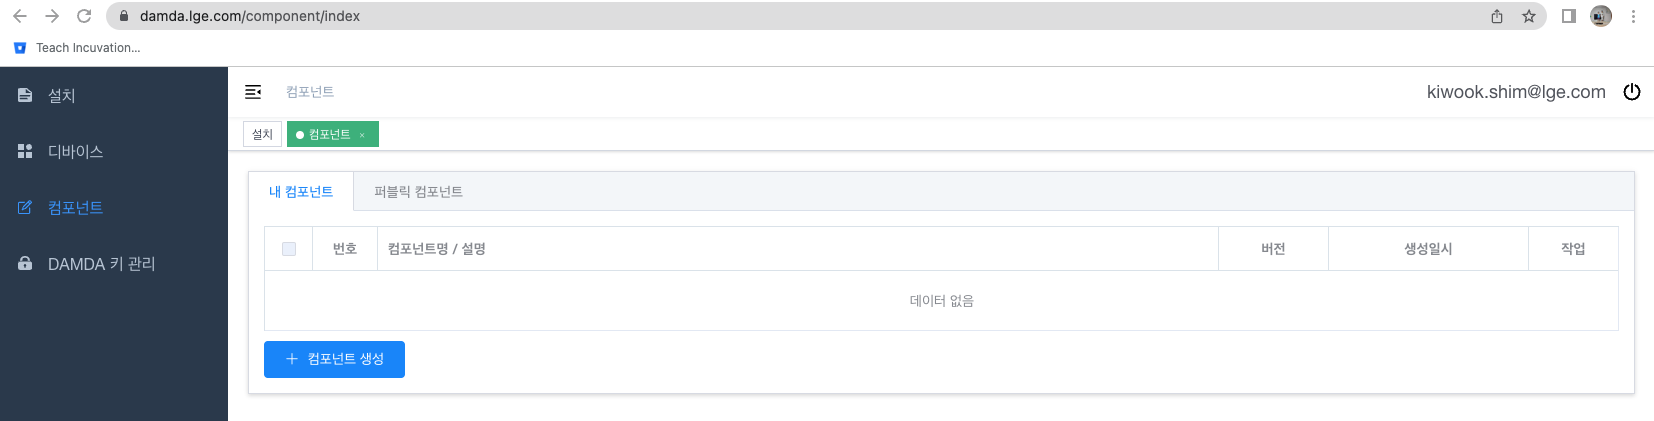 damda.lge.com/component/index
Teach Incuvation...
설치
디바이스
컴포넌트
DAMDA 키 관리
컴포넌트
kiwook.shim@lge.com
설치
컴포넌트 ×
내 컴포넌트
퍼블릭 컴포넌트
번호
컴포넌트명 / 설명
버전
생성일시
작업
데이터 없음
+ 컴포넌트 생성